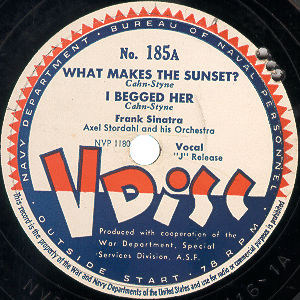 NAVY DEPARTMENT · BUREAU OF NAVAL PERSONNEL
No. 185A
WHAT MAKES THE SUNSET?
Cahn-Styne
I BEGGED HER
Cahn-Styne
Frank Sinatra
Axel Stordahl and his Orchestra
NVP 1180
Vocal
"J" Release
V Disc
Produced with cooperation of the
War Department, Special
Services Division, A.S.F.
OUTSIDE START · 78 RPM
This record is the property of the War and Navy Departments of the United States and use for radio or commercial purposes is prohibited
1A